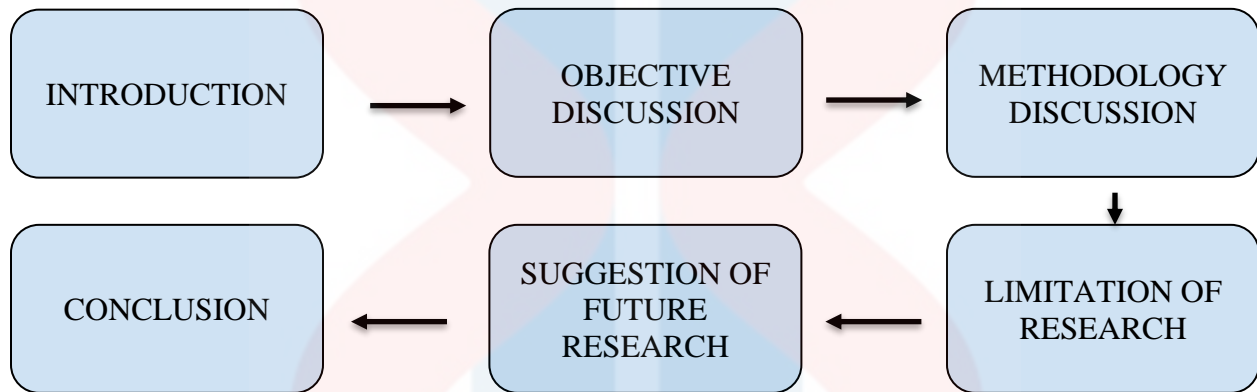 INTRODUCTION
OBJECTIVE
DISCUSSION
METHODOLOGY
DISCUSSION
LIMITATION OF
RESEARCH
SUGGESTION OF
FUTURE
RESEARCH
CONCLUSION